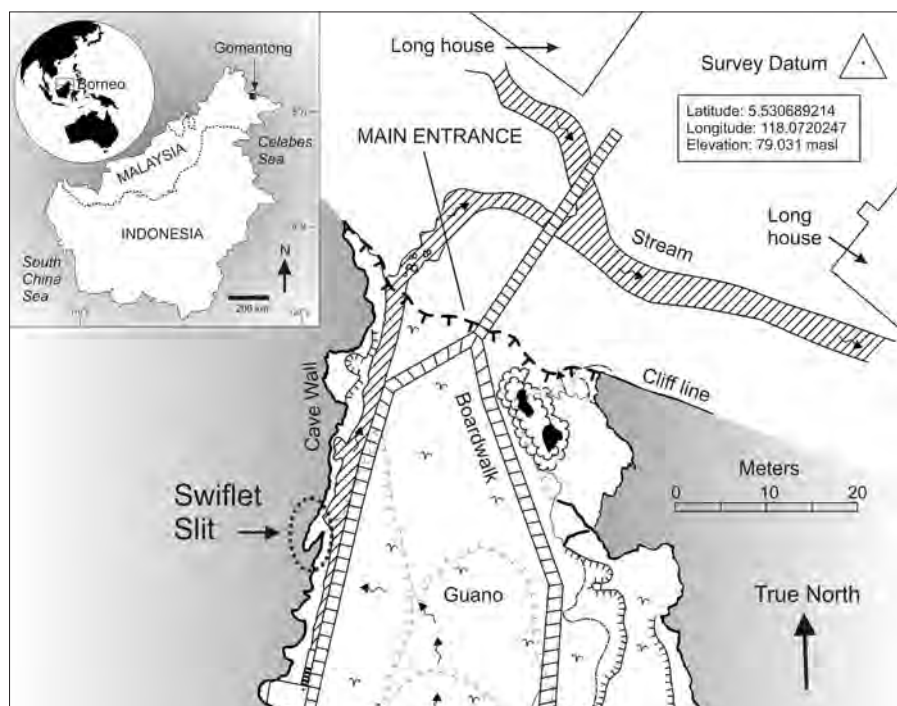 Gomantong
Borneo
Celebes
Sea
MALAYSIA
INDONESIA
South
China
Sea
N
200 km
Long house
Survey Datum
Latitude: 5.530689214
Longitude: 118.0720247
Elevation: 79.031 masl
MAIN ENTRANCE
Long
house
Stream
Cliff line
Cave Wall
Boardwalk
Meters
0 10 20
Swiflet
Slit
Guano
True North